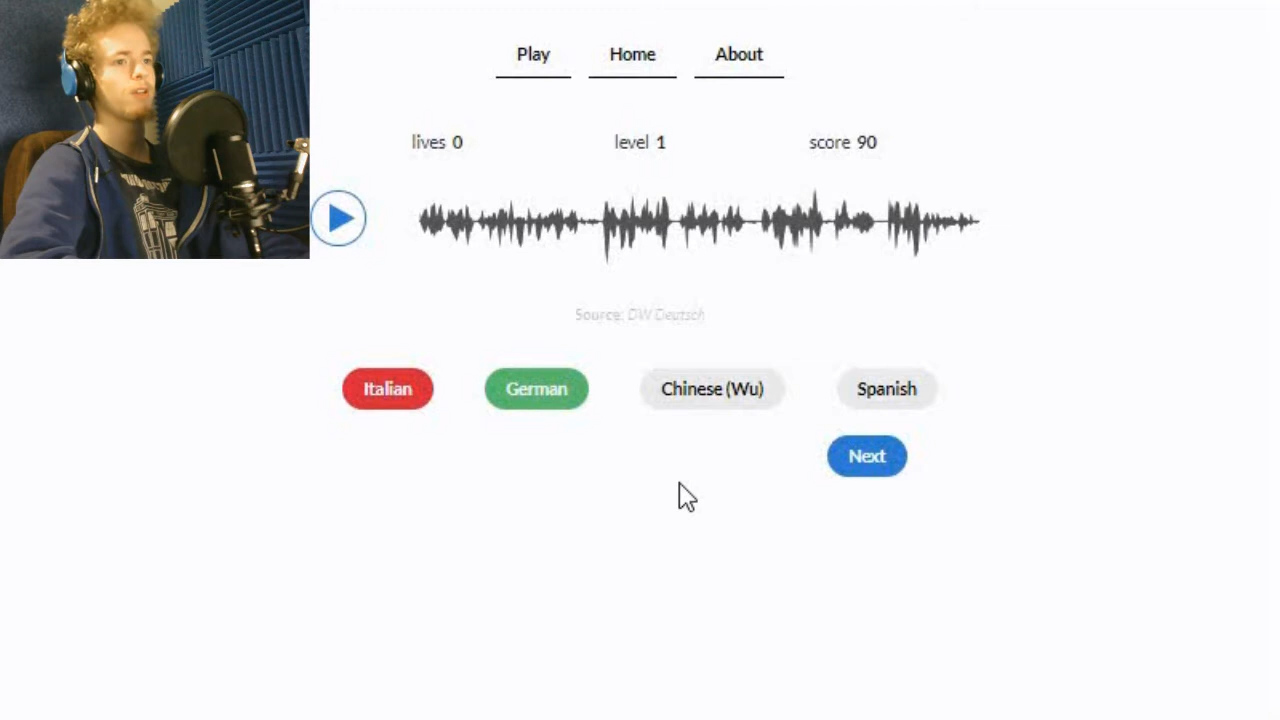 Play Home About
lives 0 level 1 score 90
Source: DW Deutsch
Italian German Chinese (Wu) Spanish
Next